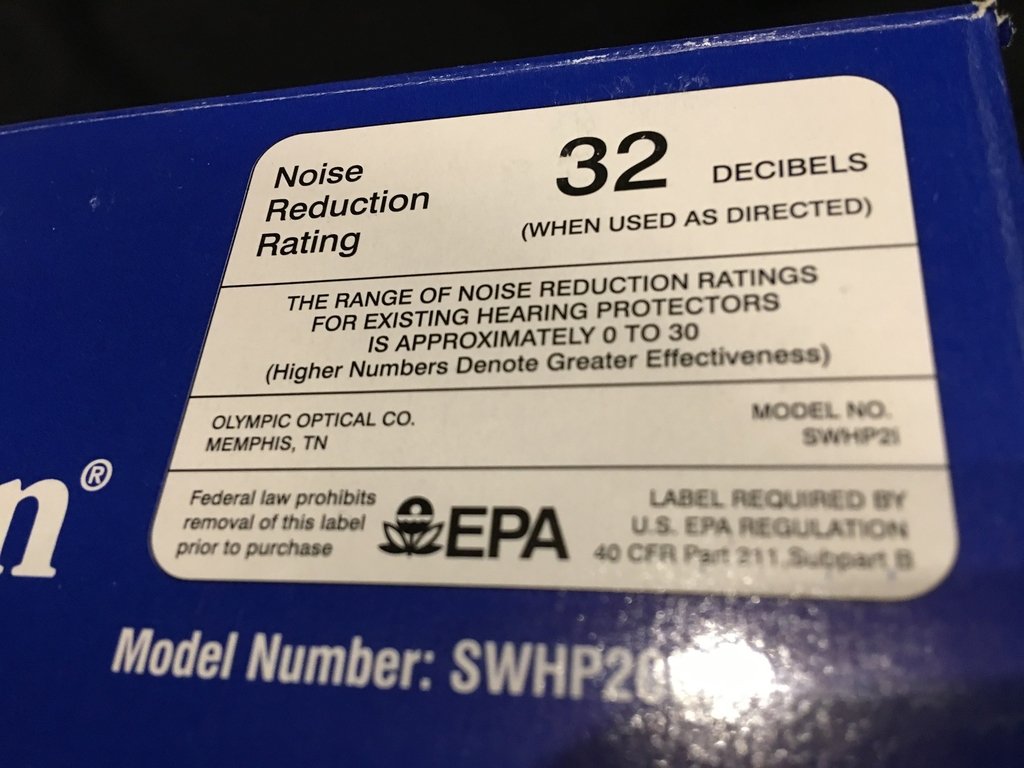 Noise
Reduction
Rating
32 DECIBELS
(WHEN USED AS DIRECTED)
THE RANGE OF NOISE REDUCTION RATINGS
FOR EXISTING HEARING PROTECTORS
IS APPROXIMATELY 0 TO 30
(Higher Numbers Denote Greater Effectiveness)
OLYMPIC OPTICAL CO.
MEMPHIS, TN
MODEL NO.
Federal law prohibits
removal of this label
prior to purchase
EPA
LABEL REQUIRED BY
U.S. EPA REGULATION
40 CFR Part 211, Subpart B
n®
Model Number: